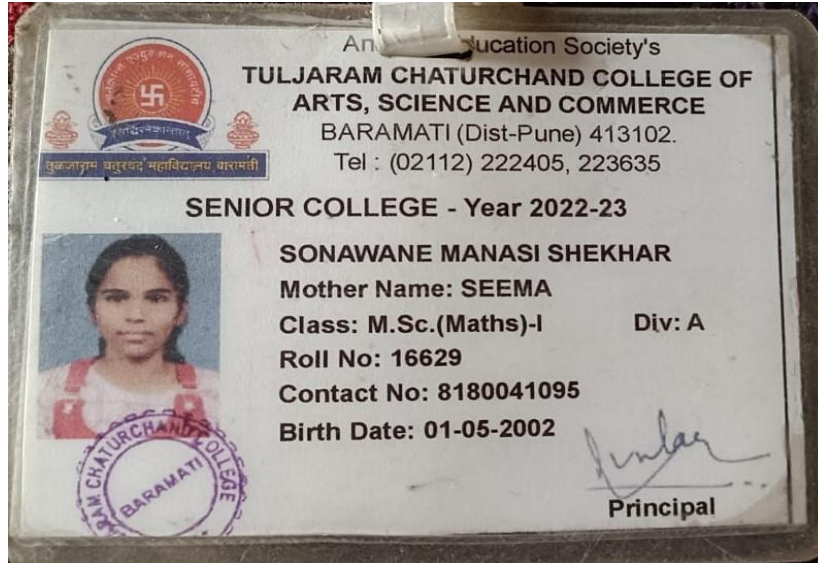 ucation Society's
TULJARAM CHATURCHAND COLLEGE OF
ARTS, SCIENCE AND COMMERCE
BARAMATI (Dist-Pune) 413102.
Tel : (02112) 222405, 223635
तुळजाराम चतुरचंद महाविद्यालय, बारामती
SENIOR COLLEGE - Year 2022-23
SONAWANE MANASI SHEKHAR
Mother Name: SEEMA
Class: M.Sc.(Maths)-I Div: A
Roll No: 16629
Contact No: 8180041095
Birth Date: 01-05-2002
RAM CHATURCHAND COLLEGE
BARAMATI
Principal